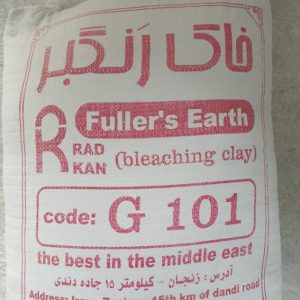 خاک رنگبر
Fuller's Earth
RAD KAN
(bleaching clay)
code: G 101
the best in the middle east
آدرس : زنجان - کیلومتر ۱۵ جاده دندی
15th km of dandi road